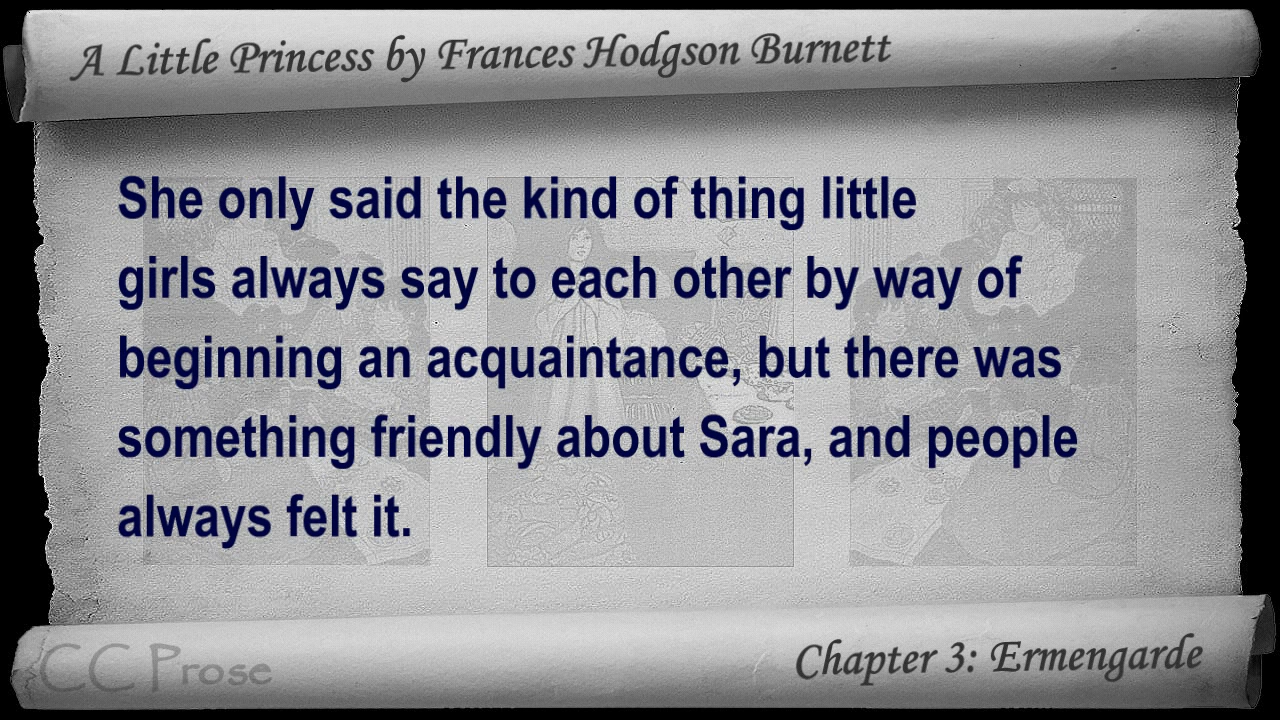 A Little Princess by Frances Hodgson Burnett
She only said the kind of thing little
girls always say to each other by way of
beginning an acquaintance, but there was
something friendly about Sara, and people
always felt it.
CC Prose
Chapter 3: Ermengarde